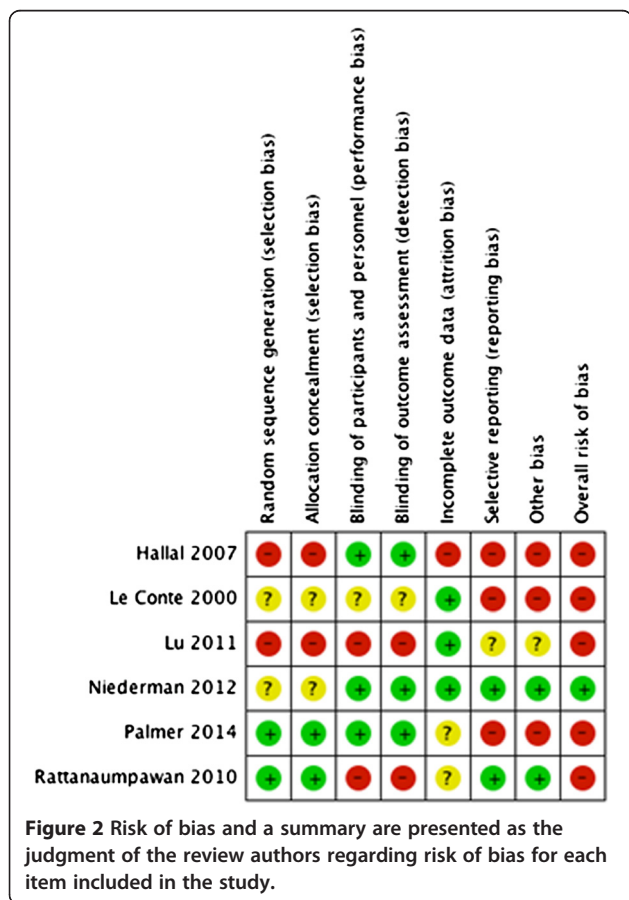 Random sequence generation (selection bias)
Allocation concealment (selection bias)
Blinding of participants and personnel (performance bias)
Blinding of outcome assessment (detection bias)
Incomplete outcome data (attrition bias)
Selective reporting (reporting bias)
Other bias
Overall risk of bias
Hallal 2007 - - + + - - - -
Le Conte 2000 ? ? ? ? + - - -
Lu 2011 - - - - + ? ? -
Niederman 2012 ? ? + + + + + +
Palmer 2014 + + + + ? - - -
Rattanaumpawan 2010 + + - - ? + + -
Figure 2 Risk of bias and a summary are presented as the
judgment of the review authors regarding risk of bias for each
item included in the study.